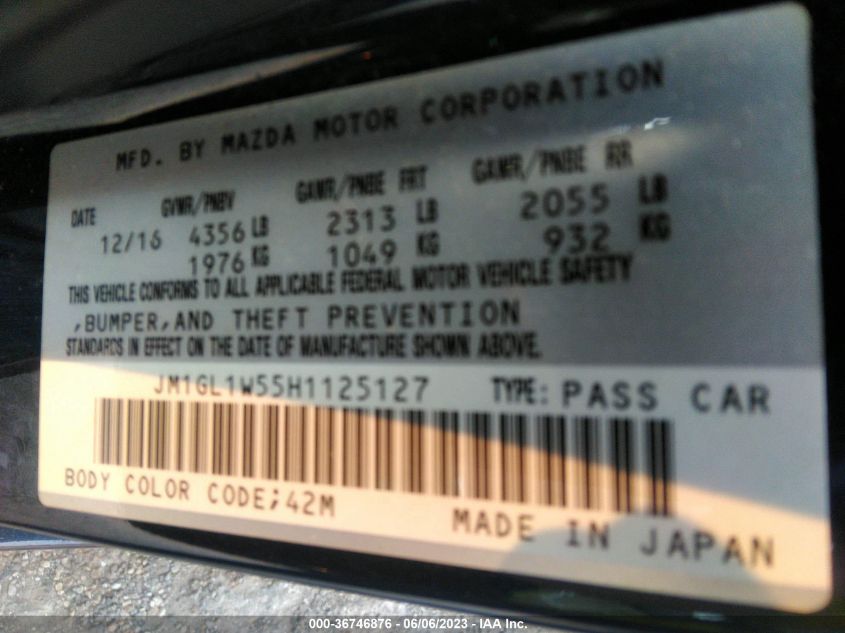 MFD. BY MAZDA MOTOR CORPORATION
DATE GVWR/PNBV GAWR/PNBE FRT GAWR/PNBE RR
12/16 4356 LB 2313 LB 2055 LB
1976 KG 1049 KG 932 KG
THIS VEHICLE CONFORMS TO ALL APPLICABLE FEDERAL MOTOR VEHICLE SAFETY
,BUMPER,AND THEFT PREVENTION
STANDARDS IN EFFECT ON THE DATE OF MANUFACTURE SHOWN ABOVE.
JM1GL1W55H1125127 TYPE: PASS CAR
BODY COLOR CODE;42M
MADE IN JAPAN
000-36746876 / 06/06/2023 - IAA Inc.